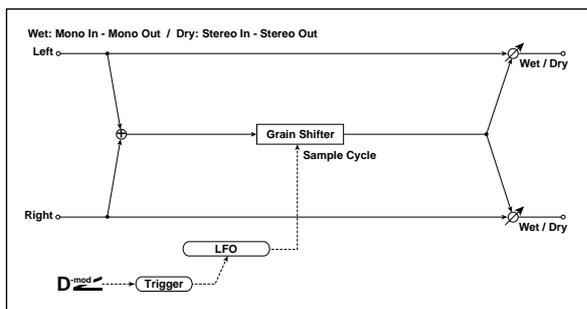 Wet: Mono In - Mono Out / Dry: Stereo In - Stereo Out
Left
Wet / Dry
Grain Shifter
Sample Cycle
Right
Wet / Dry
LFO
D-mod
Trigger